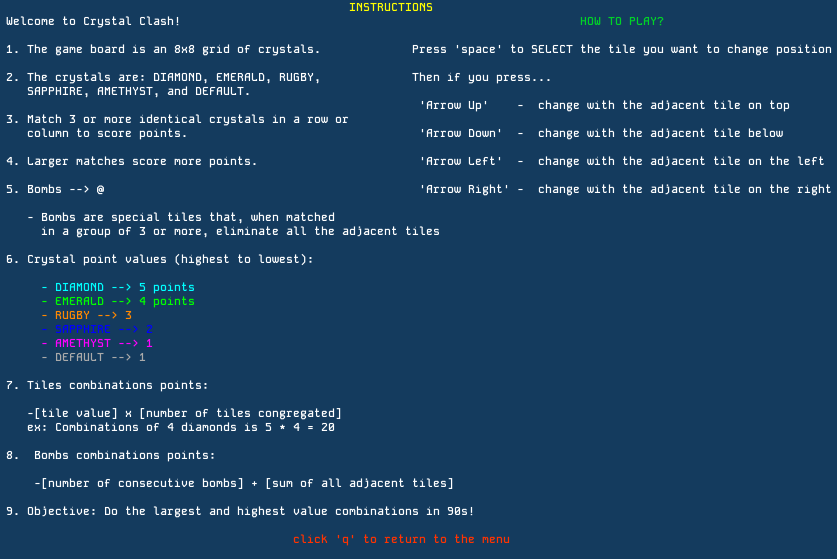 INSTRUCTIONS
Welcome to Crystal Clash!
HOW TO PLAY?
1. The game board is an 8x8 grid of crystals.
Press 'space' to SELECT the tile you want to change position
2. The crystals are: DIAMOND, EMERALD, RUGBY,
SAPPHIRE, AMETHYST, and DEFAULT.
Then if you press...
'Arrow Up' - change with the adjacent tile on top
3. Match 3 or more identical crystals in a row or
column to score points.
'Arrow Down' - change with the adjacent tile below
4. Larger matches score more points.
'Arrow Left' - change with the adjacent tile on the left
5. Bombs --> @
'Arrow Right' - change with the adjacent tile on the right
- Bombs are special tiles that, when matched
in a group of 3 or more, eliminate all the adjacent tiles
6. Crystal point values (highest to lowest):
- DIAMOND --> 5 points
- EMERALD --> 4 points
- RUGBY --> 3
- SAPPHIRE --> 2
- AMETHYST --> 1
- DEFAULT --> 1
7. Tiles combinations points:
-[tile value] x [number of tiles congregated]
ex: Combinations of 4 diamonds is 5 * 4 = 20
8.  Bombs combinations points:
-[number of consecutive bombs] + [sum of all adjacent tiles]
9. Objective: Do the largest and highest value combinations in 90s!
click 'q' to return to the menu